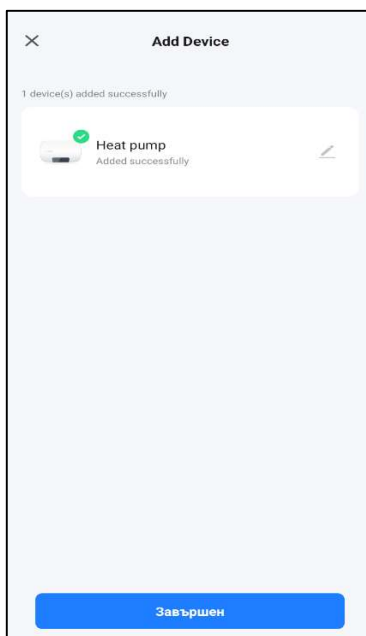 Add Device
1 device(s) added successfully
Heat pump
Added successfully
Завършен